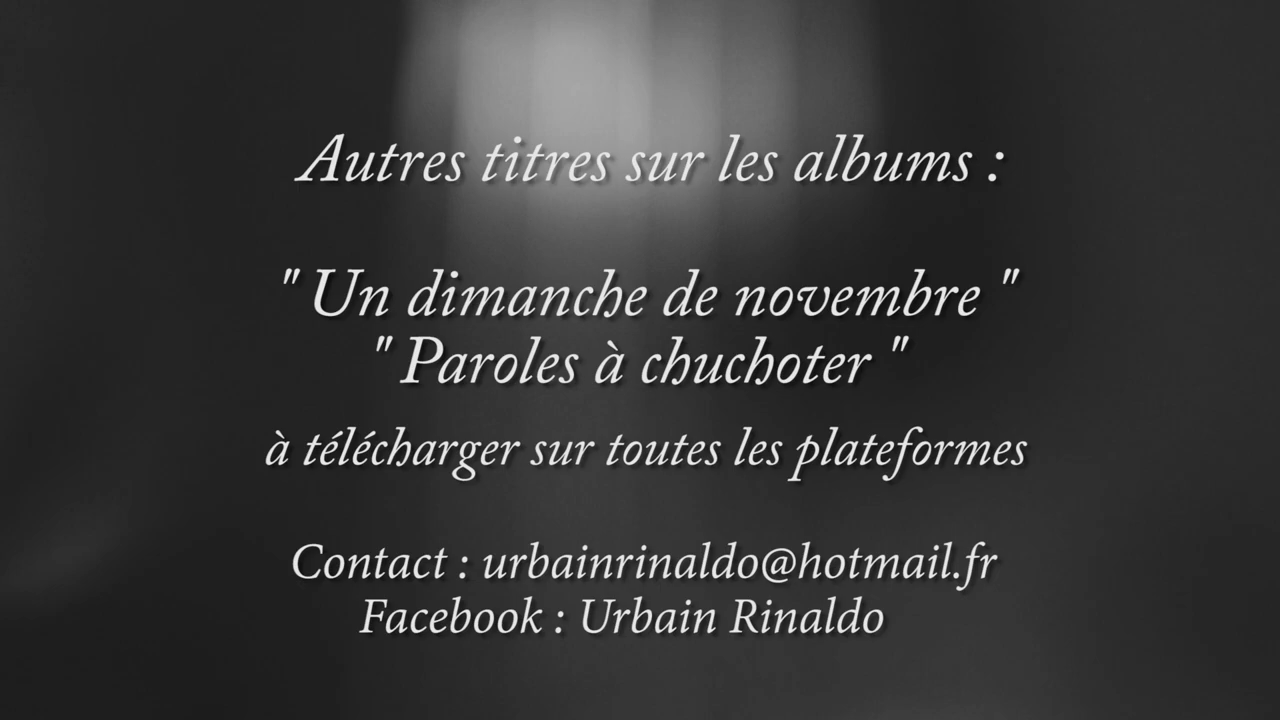 Autres titres sur les albums :
" Un dimanche de novembre "
" Paroles à chuchoter "
à télécharger sur toutes les plateformes
Contact : urbainrinaldo@hotmail.fr
Facebook : Urbain Rinaldo